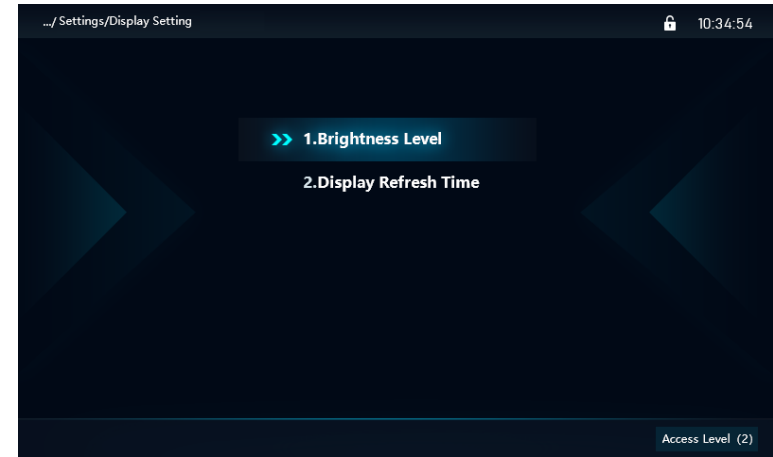 .../ Settings/Display Setting
10:34:54
1.Brightness Level
2.Display Refresh Time
Access Level (2)